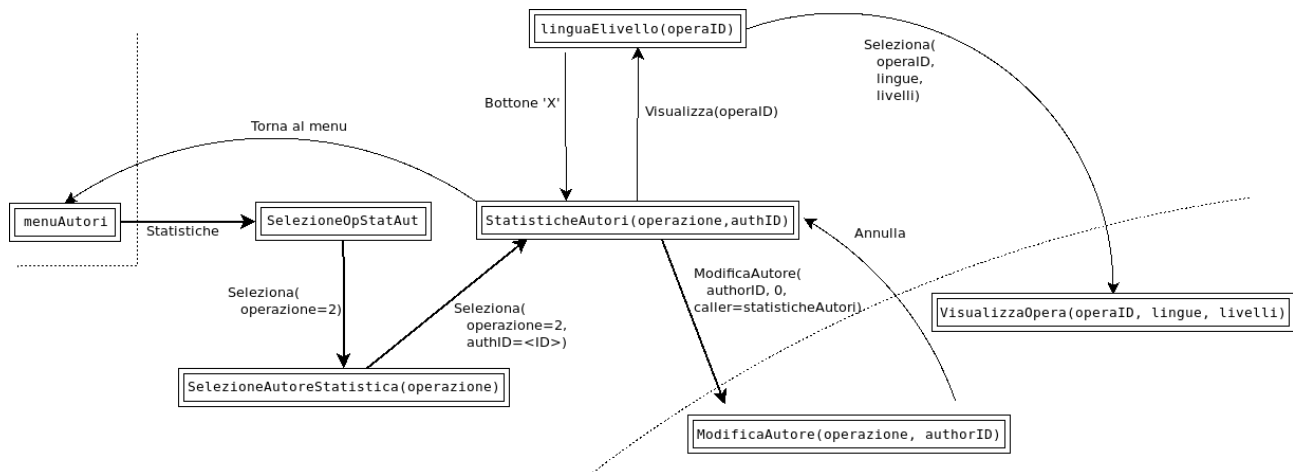 linguaElivello(operaID)
Seleziona(
operaID,
lingue,
livelli)
Bottone 'X'
Visualizza(operaID)
Torna al menu
menuAutori
Statistiche
SelezioneOpStatAut
StatisticheAutori(operazione,authID)
Annulla
ModificaAutore(
authorID, 0,
caller=statisticheAutori)
Seleziona(
operazione=2)
Seleziona(
operazione=2,
authID=<ID>)
VisualizzaOpera(operaID, lingue, livelli)
SelezioneAutoreStatistica(operazione)
ModificaAutore(operazione, authorID)